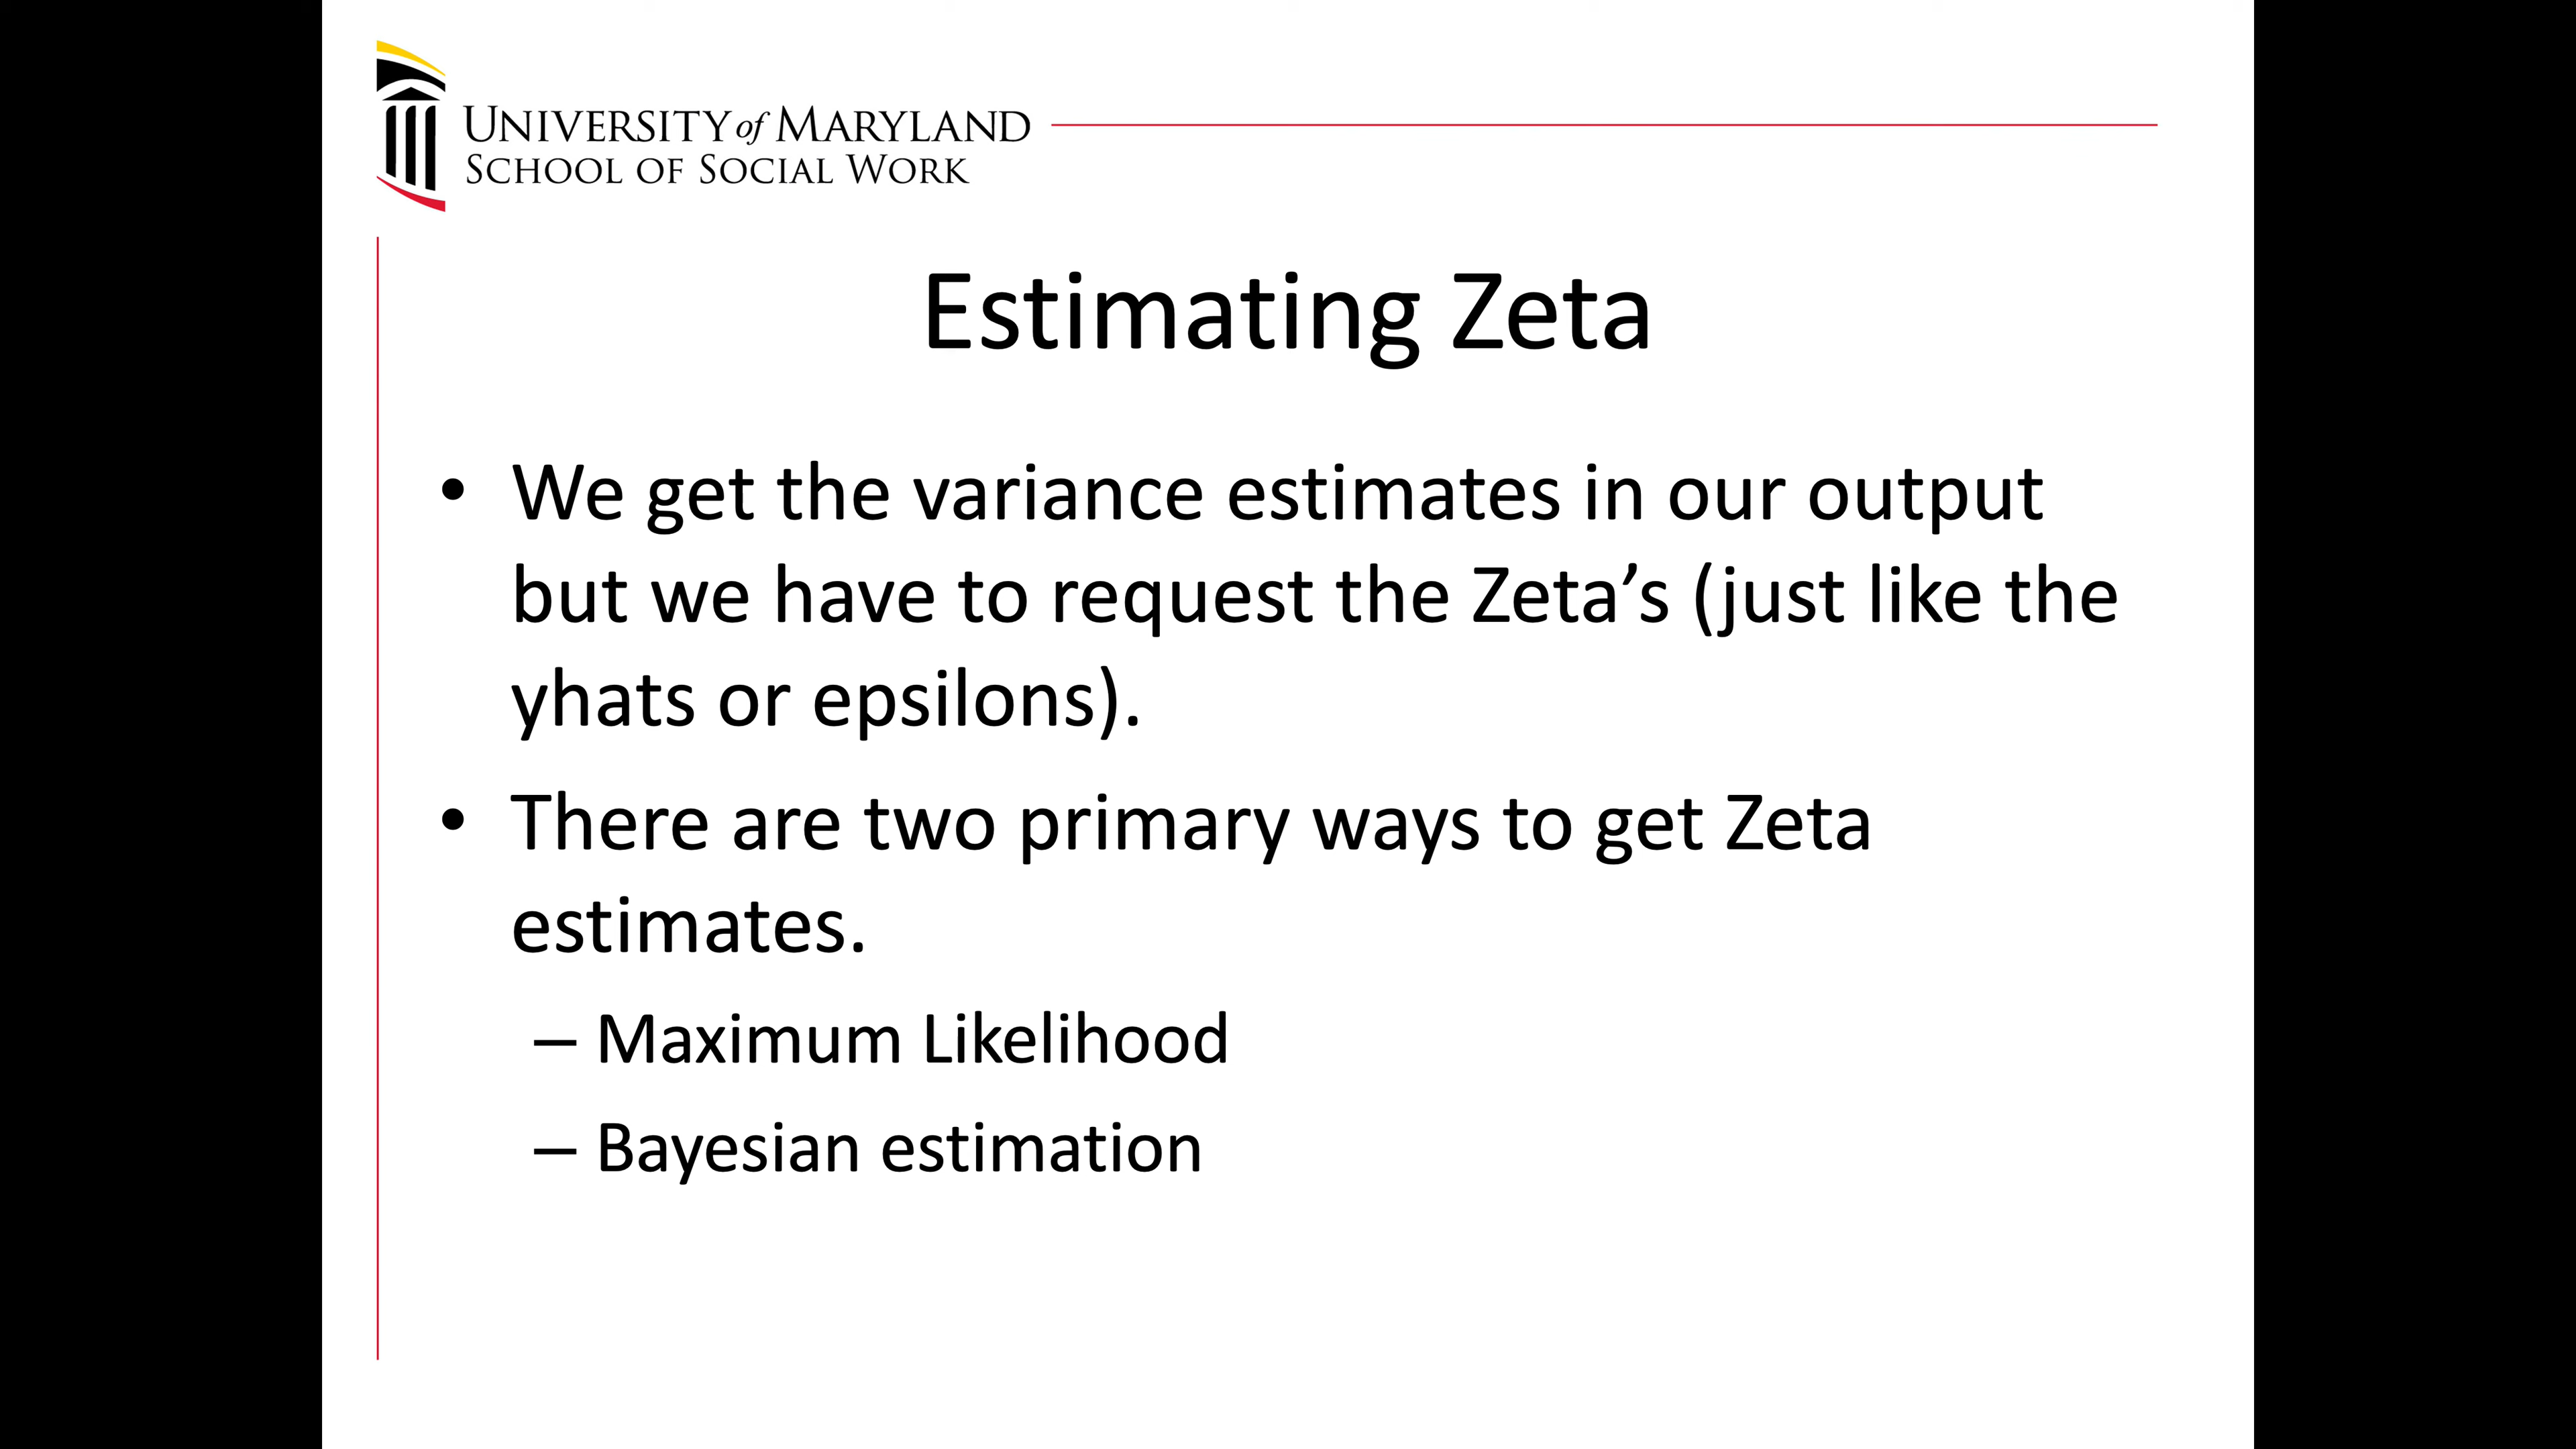 UNIVERSITY of MARYLAND
SCHOOL OF SOCIAL WORK
Estimating Zeta
• We get the variance estimates in our output
but we have to request the Zeta’s (just like the
yhats or epsilons).
• There are two primary ways to get Zeta
estimates.
– Maximum Likelihood
– Bayesian estimation